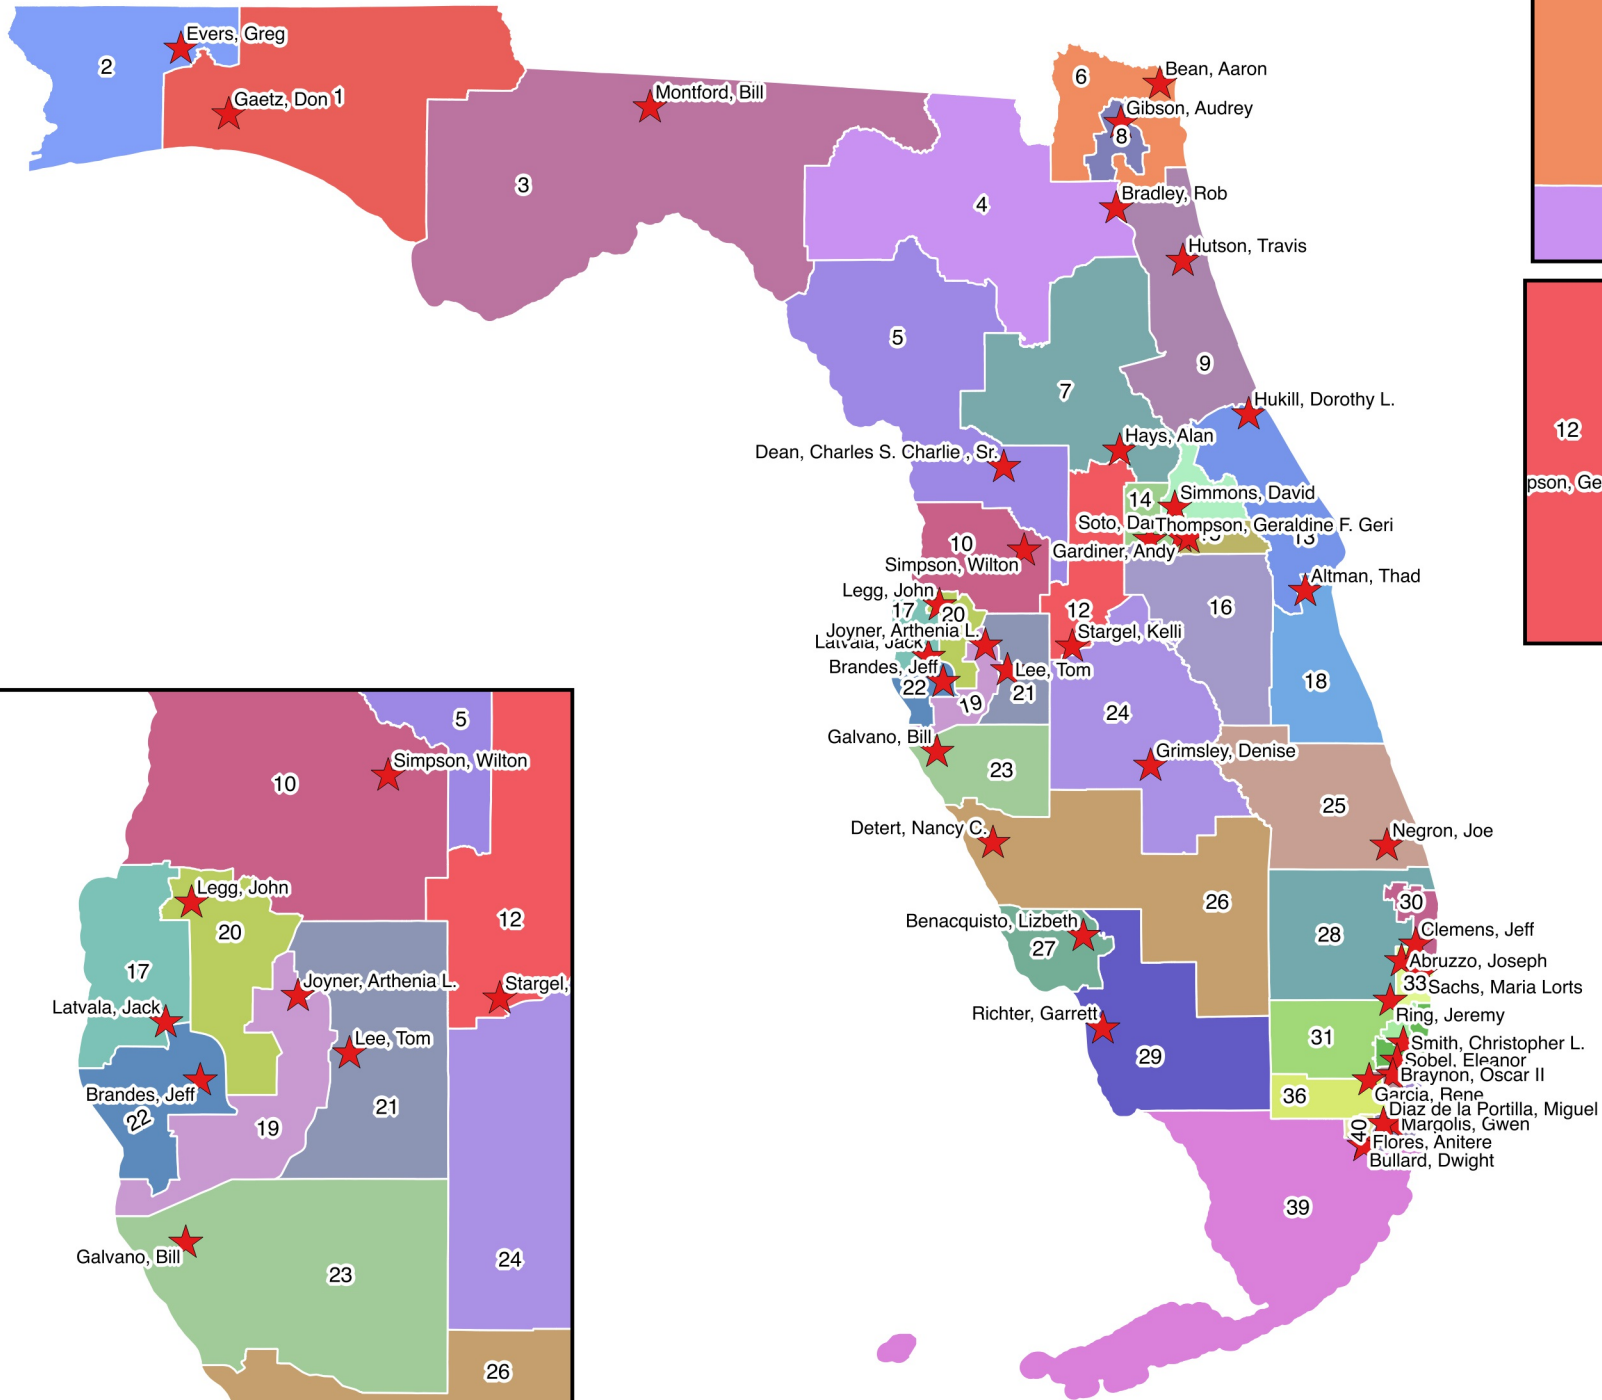 Evers, Greg
2
Gaetz, Don
1
Montford, Bill
3
6
Bean, Aaron
Gibson, Audrey
8
Bradley, Rob
4
Hutson, Travis
5
9
7
Hukill, Dorothy L.
Hays, Alan
Dean, Charles S. Charlie , Sr.
12
pson, Ge
14
Simmons, David
Soto, Da
Thompson, Geraldine F. Geri
13
10
Gardiner, Andy
Simpson, Wilton
Altman, Thad
Legg, John
17
20
12
16
Joyner, Arthenia L.
Stargel, Kelli
Latvala, Jack
Brandes, Jeff
Lee, Tom
22
19
21
18
24
Galvano, Bill
Grimsley, Denise
23
25
Detert, Nancy C.
Negron, Joe
26
30
Benacquisto, Lizbeth
27
28
Clemens, Jeff
Abruzzo, Joseph
33
Sachs, Maria Lorts
Richter, Garrett
Ring, Jeremy
29
31
Smith, Christopher L.
Sobel, Eleanor
Braynon, Oscar II
36
Garcia, Rene
Diaz de la Portilla, Miguel
Margolis, Gwen
40
Flores, Anitere
Bullard, Dwight
39
5
10
Simpson, Wilton
Legg, John
20
12
17
Joyner, Arthenia L.
Stargel,
Latvala, Jack
Lee, Tom
Brandes, Jeff
22
19
21
Galvano, Bill
23
24
26